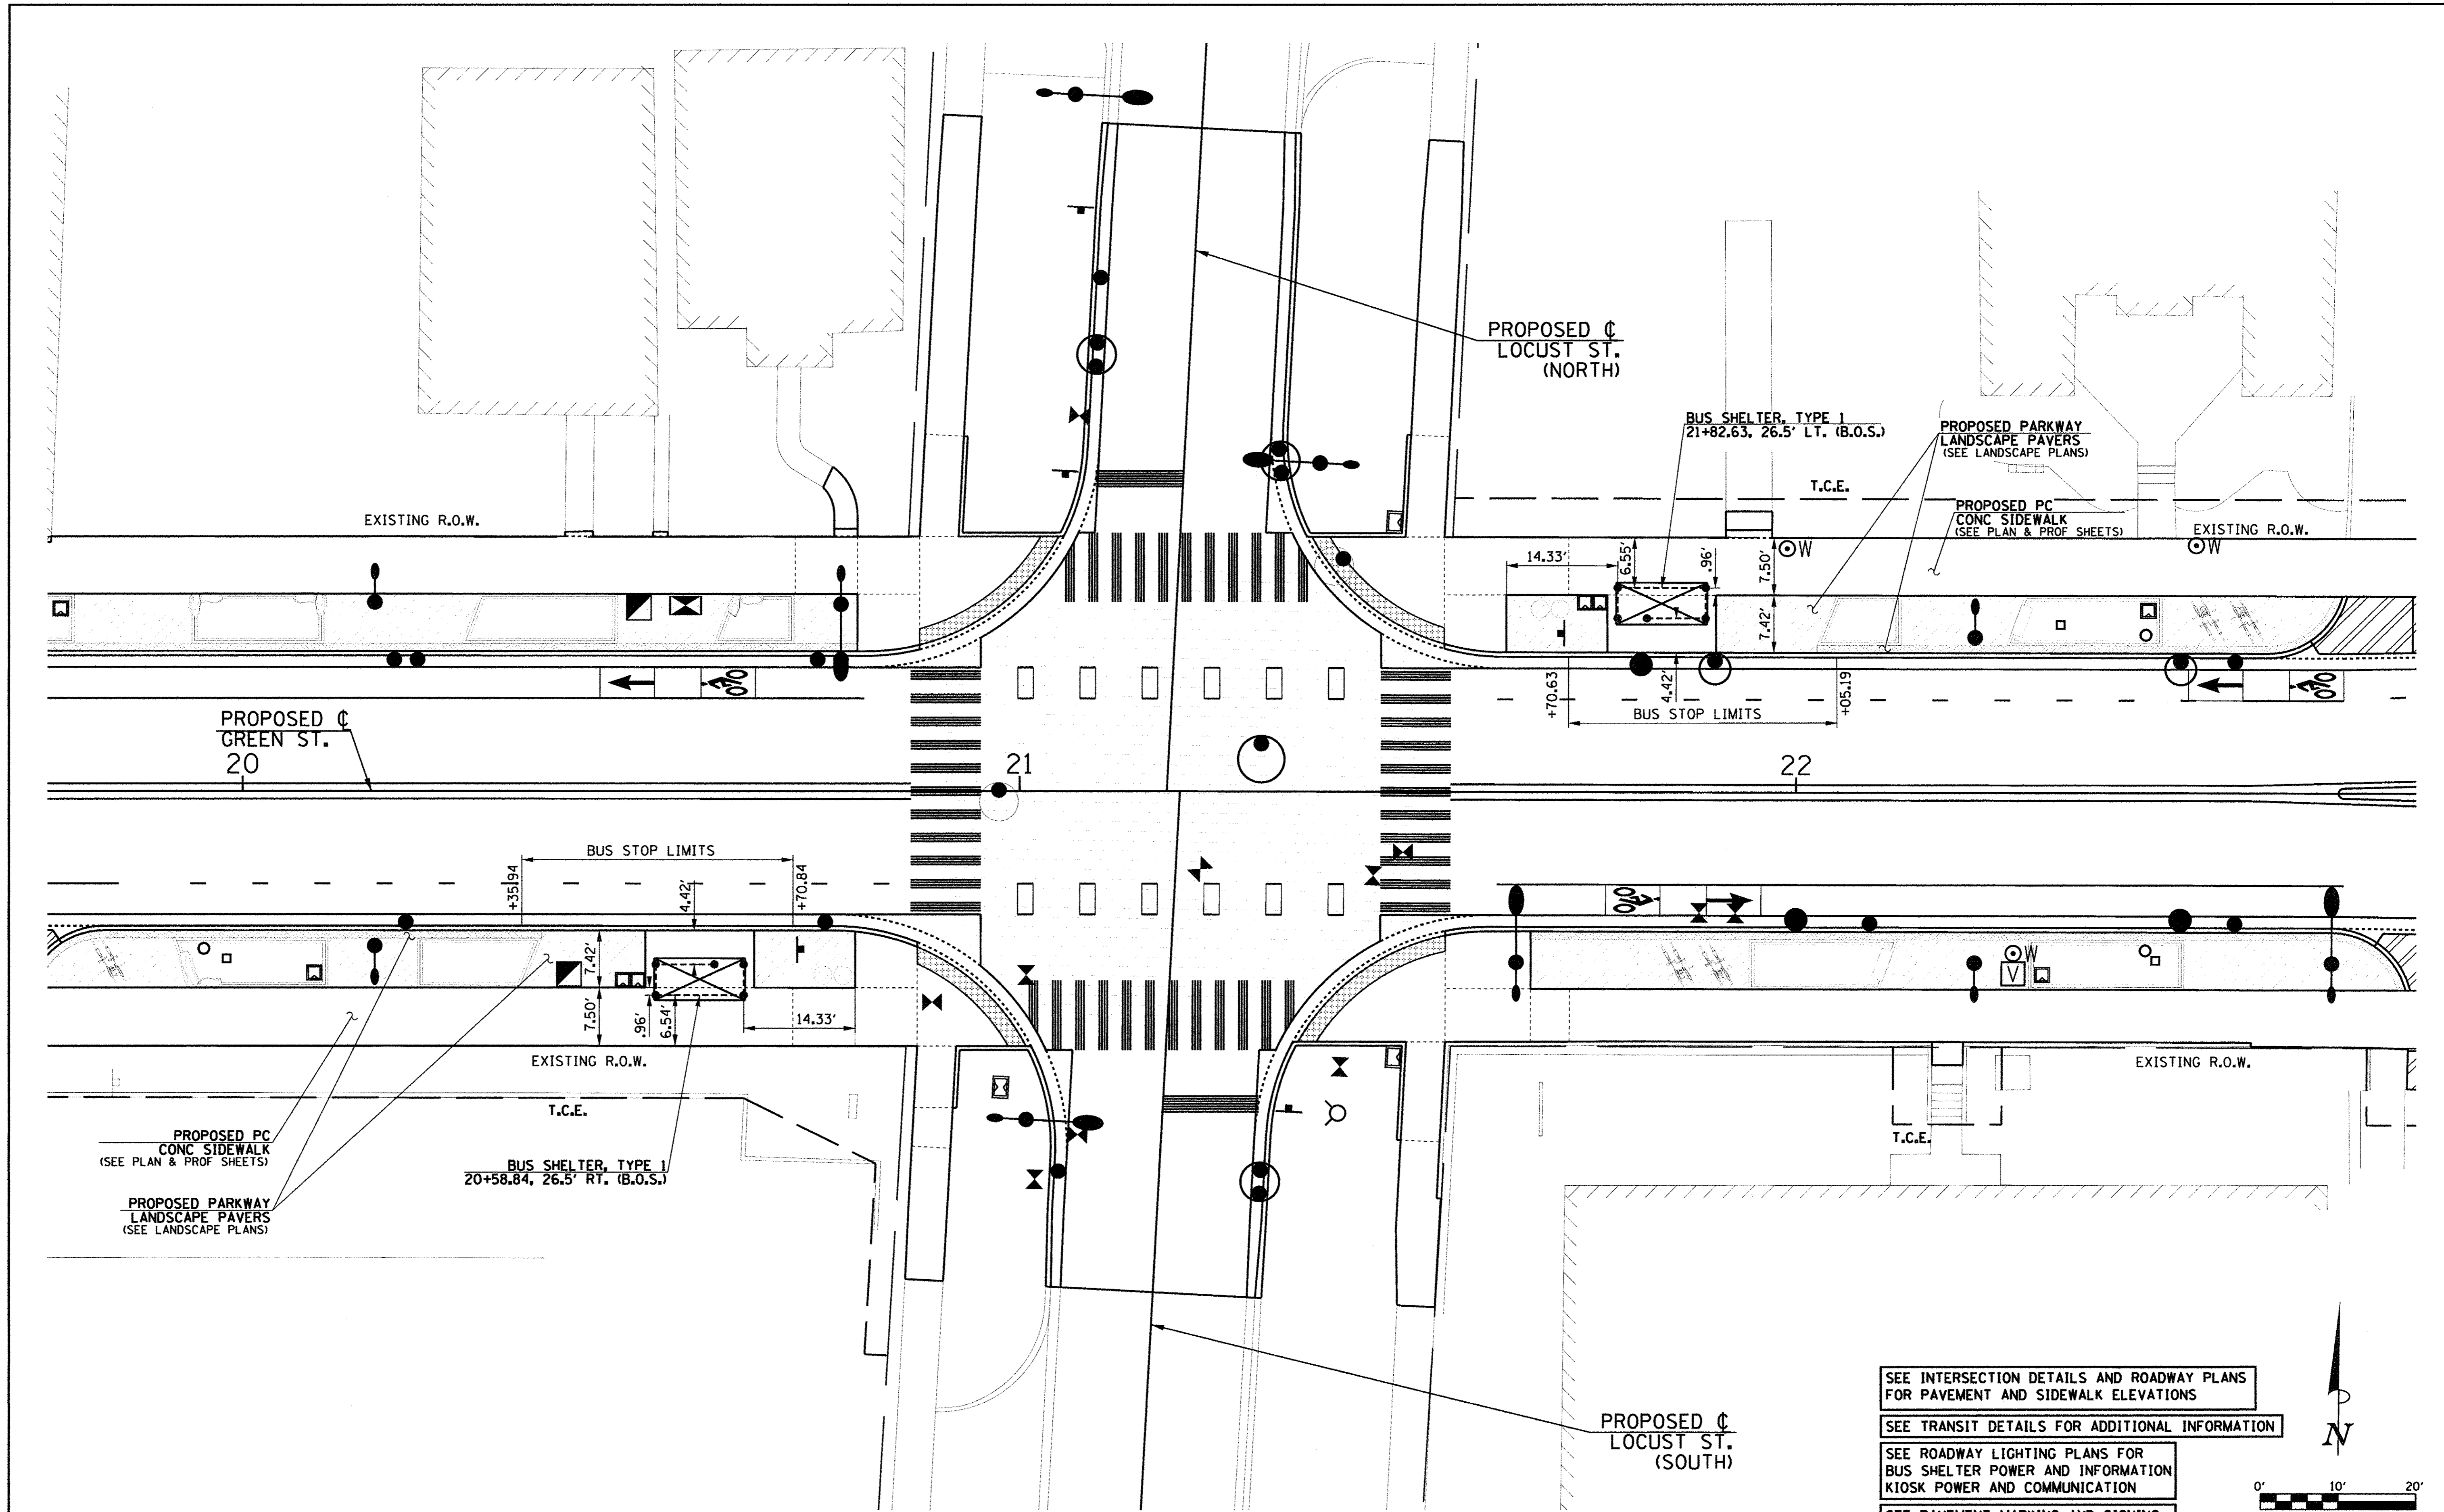 PROPOSED ℄
LOCUST ST.
(NORTH)
BUS SHELTER, TYPE 1
21+82.63, 26.5' LT. (B.O.S.)
PROPOSED PARKWAY
LANDSCAPE PAVERS
(SEE LANDSCAPE PLANS)
T.C.E.
PROPOSED PC
CONC SIDEWALK
(SEE PLAN & PROF SHEETS)
EXISTING R.O.W.
EXISTING R.O.W.
W
W
14.33'
6.55'
.96'
7.50'
7.42'
4.42'
+70.63
+05.19
BUS STOP LIMITS
PROPOSED ℄
GREEN ST.
20
21
22
BUS STOP LIMITS
+35.94
4.42'
+70.84
7.42'
7.50'
.96'
6.54'
14.33'
W
V
EXISTING R.O.W.
EXISTING R.O.W.
T.C.E.
T.C.E.
PROPOSED PC
CONC SIDEWALK
(SEE PLAN & PROF SHEETS)
BUS SHELTER, TYPE 1
20+58.84, 26.5' RT. (B.O.S.)
PROPOSED PARKWAY
LANDSCAPE PAVERS
(SEE LANDSCAPE PLANS)
PROPOSED ℄
LOCUST ST.
(SOUTH)
SEE INTERSECTION DETAILS AND ROADWAY PLANS
FOR PAVEMENT AND SIDEWALK ELEVATIONS
SEE TRANSIT DETAILS FOR ADDITIONAL INFORMATION
SEE ROADWAY LIGHTING PLANS FOR
BUS SHELTER POWER AND INFORMATION
KIOSK POWER AND COMMUNICATION
SEE PAVEMENT MARKING AND SIGNING
N
0' 10' 20'